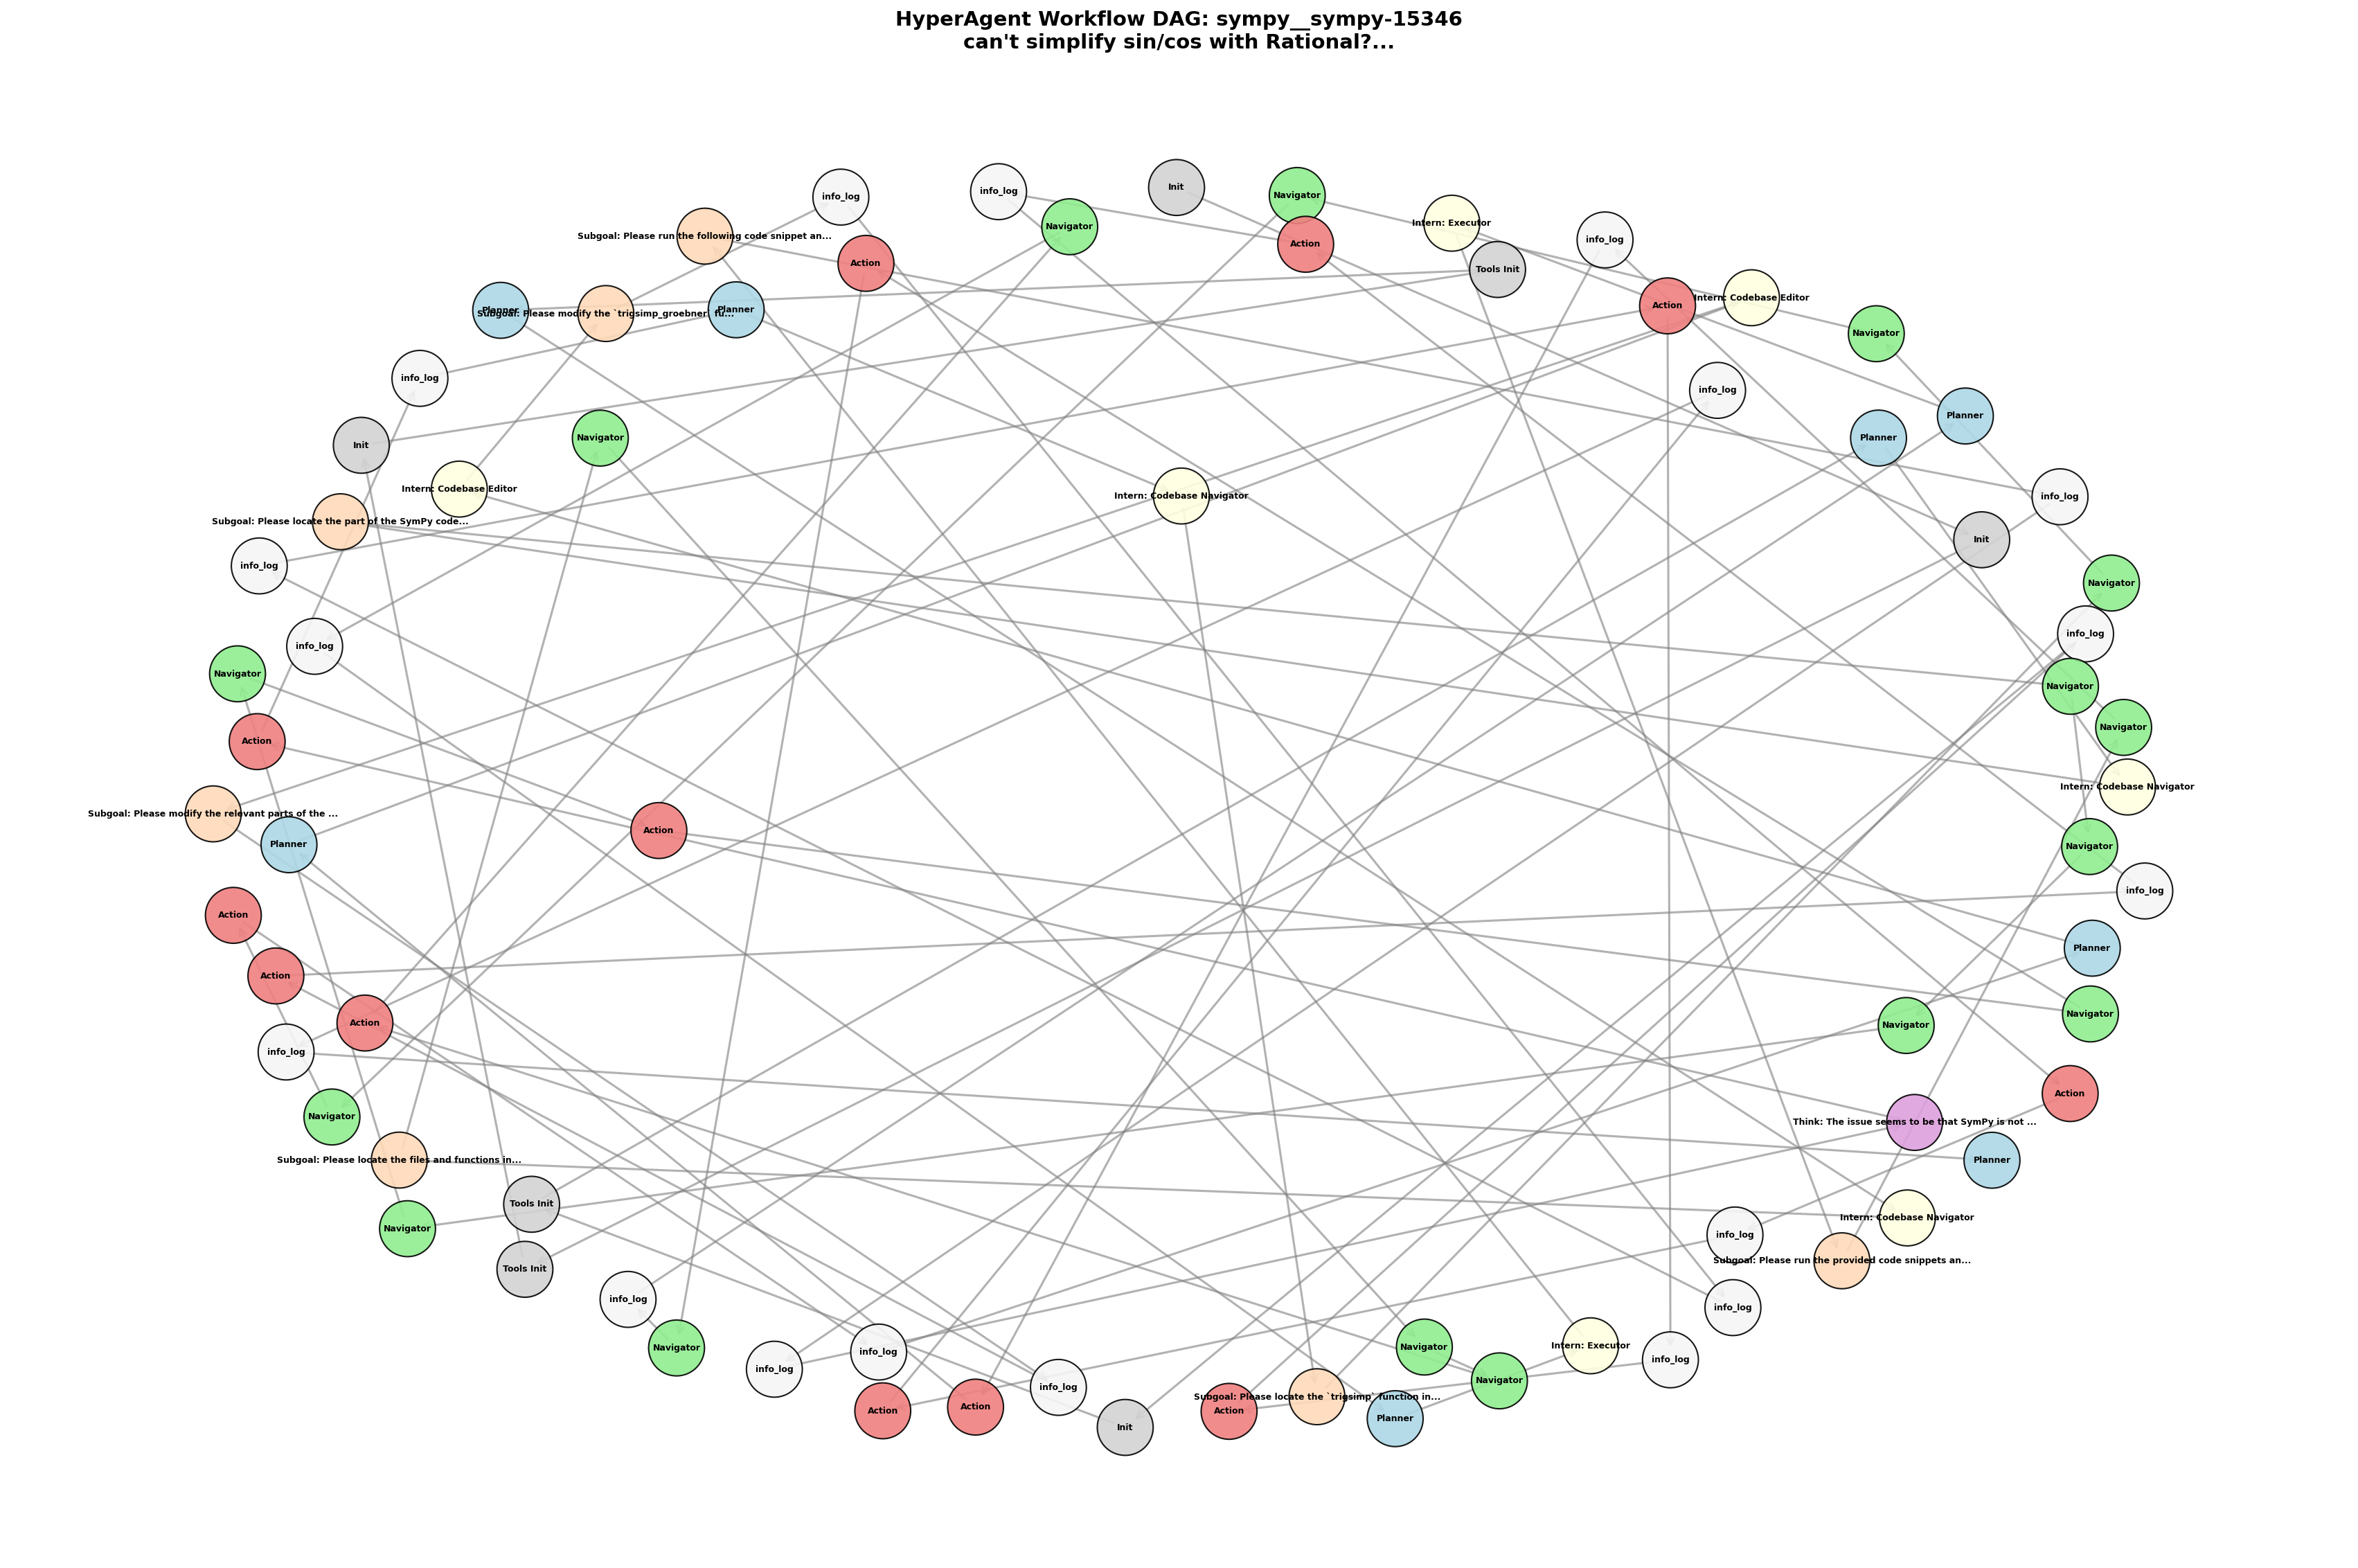 HyperAgent Workflow DAG: sympy__sympy-15346
can't simplify sin/cos with Rational?...
Init
info_log
Navigator
info_log
Intern: Executor
Navigator
Subgoal: Please run the following code snippet an...
info_log
Action
Action
Tools Init
Intern: Codebase Editor
Action
Planner
Planner
Subgoal: Please modify the `trigsimp_groebner` fu...
Navigator
info_log
info_log
Planner
Navigator
Planner
Init
Intern: Codebase Editor
Intern: Codebase Navigator
info_log
Subgoal: Please locate the part of the SymPy code...
Init
info_log
Navigator
info_log
info_log
Navigator
Navigator
Navigator
Action
Intern: Codebase Navigator
Subgoal: Please modify the relevant parts of the ...
Action
Planner
Navigator
info_log
Action
Planner
Action
Navigator
Action
Navigator
info_log
Action
Navigator
Think: The issue seems to be that SymPy is not ...
Subgoal: Please locate the files and functions in...
Planner
Tools Init
Intern: Codebase Navigator
Navigator
info_log
Subgoal: Please run the provided code snippets an...
Tools Init
info_log
info_log
Navigator
Navigator
Intern: Executor
info_log
info_log
info_log
Navigator
info_log
Subgoal: Please locate the `trigsimp` function in...
Action
Action
Action
Planner
Init